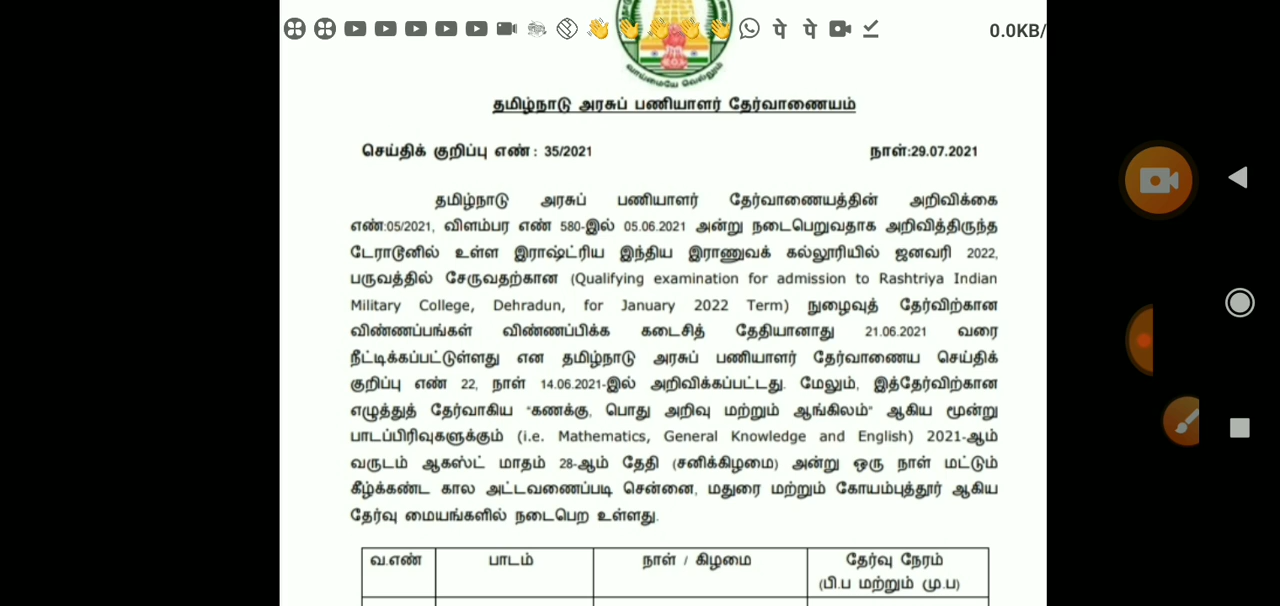 पे पे 0.0KB/
வாய்மையே வெல்லும்
தமிழ்நாடு அரசுப் பணியாளர் தேர்வாணையம்
செய்திக் குறிப்பு எண் : 35/2021 நாள்:29.07.2021
தமிழ்நாடு அரசுப் பணியாளர் தேர்வாணையத்தின் அறிவிக்கை
எண்:05/2021, விளம்பர எண் 580-இல் 05.06.2021 அன்று நடைபெறுவதாக அறிவித்திருந்த
டேராடூனில் உள்ள இராஷ்ட்ரிய இந்திய இராணுவக் கல்லூரியில் ஜனவரி 2022,
பருவத்தில் சேருவதற்கான (Qualifying examination for admission to Rashtriya Indian
Military College, Dehradun, for January 2022 Term) நுழைவுத் தேர்விற்கான
விண்ணப்பங்கள் விண்ணப்பிக்க கடைசித் தேதியானாது 21.06.2021 வரை
நீட்டிக்கப்பட்டுள்ளது என தமிழ்நாடு அரசுப் பணியாளர் தேர்வாணைய செய்திக்
குறிப்பு எண் 22, நாள் 14.06.2021-இல் அறிவிக்கப்பட்டது. மேலும், இத்தேர்விற்கான
எழுத்துத் தேர்வாகிய "கணக்கு, பொது அறிவு மற்றும் ஆங்கிலம்" ஆகிய மூன்று
பாடப்பிரிவுகளுக்கும் (i.e. Mathematics, General Knowledge and English) 2021-ஆம்
வருடம் ஆகஸ்ட் மாதம் 28-ஆம் தேதி (சனிக்கிழமை) அன்று ஒரு நாள் மட்டும்
கீழ்க்கண்ட கால அட்டவணைப்படி சென்னை, மதுரை மற்றும் கோயம்புத்தூர் ஆகிய
தேர்வு மையங்களில் நடைபெற உள்ளது.
வ.எண் பாடம் நாள் / கிழமை தேர்வு நேரம்
(பி.ப மற்றும் மு.ப)